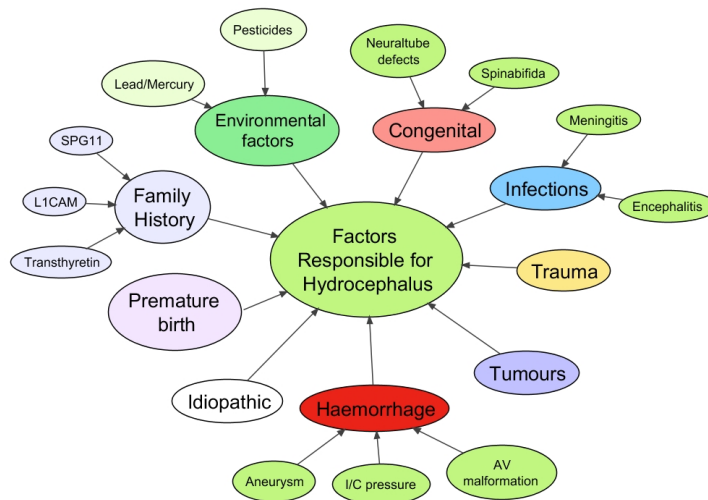 Pesticides
Neuraltube
defects
Spinabifida
Lead/Mercury
Environmental
factors
Congenital
Meningitis
SPG11
Family
History
L1CAM
Transthyretin
Infections
Encephalitis
Factors
Responsible for
Hydrocephalus
Trauma
Premature
birth
Tumours
Idiopathic
Haemorrhage
Aneurysm
I/C pressure
AV
malformation